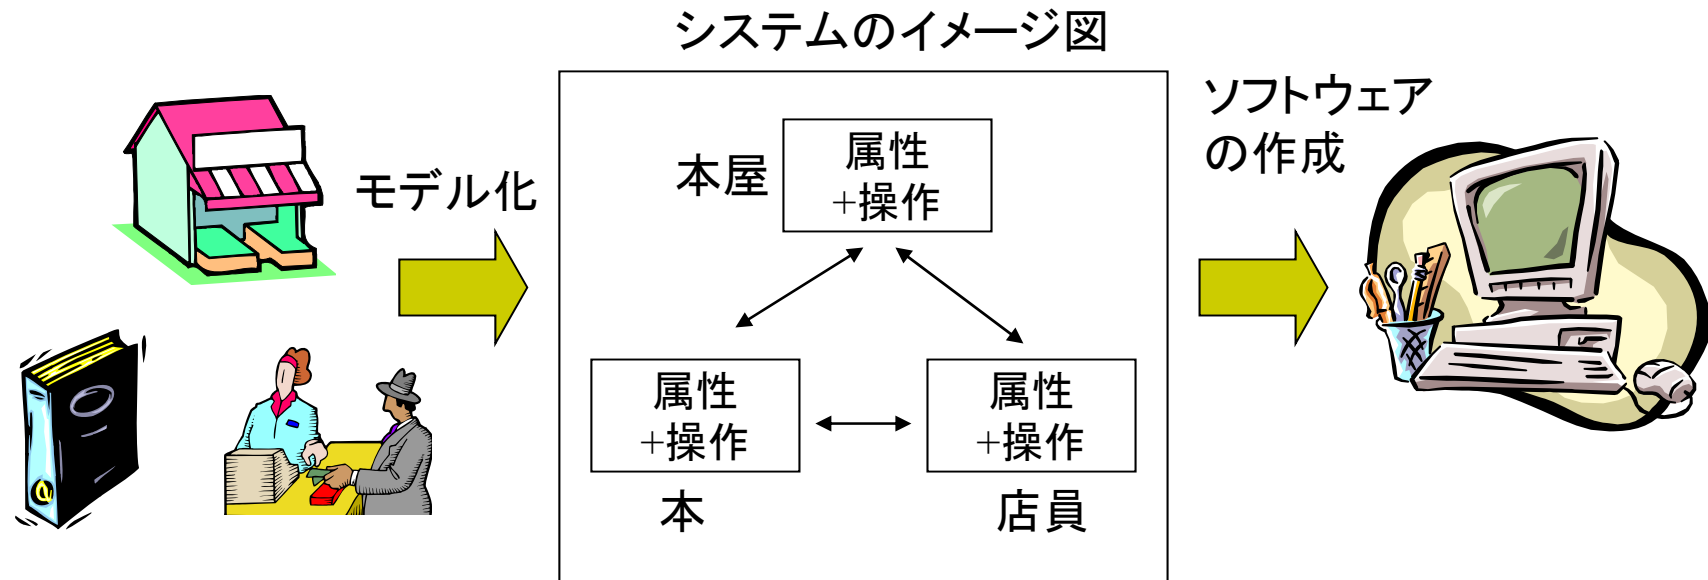 システムのイメージ図
モデル化
本屋
属性
+操作
属性
+操作
本
属性
+操作
店員
ソフトウェア
の作成